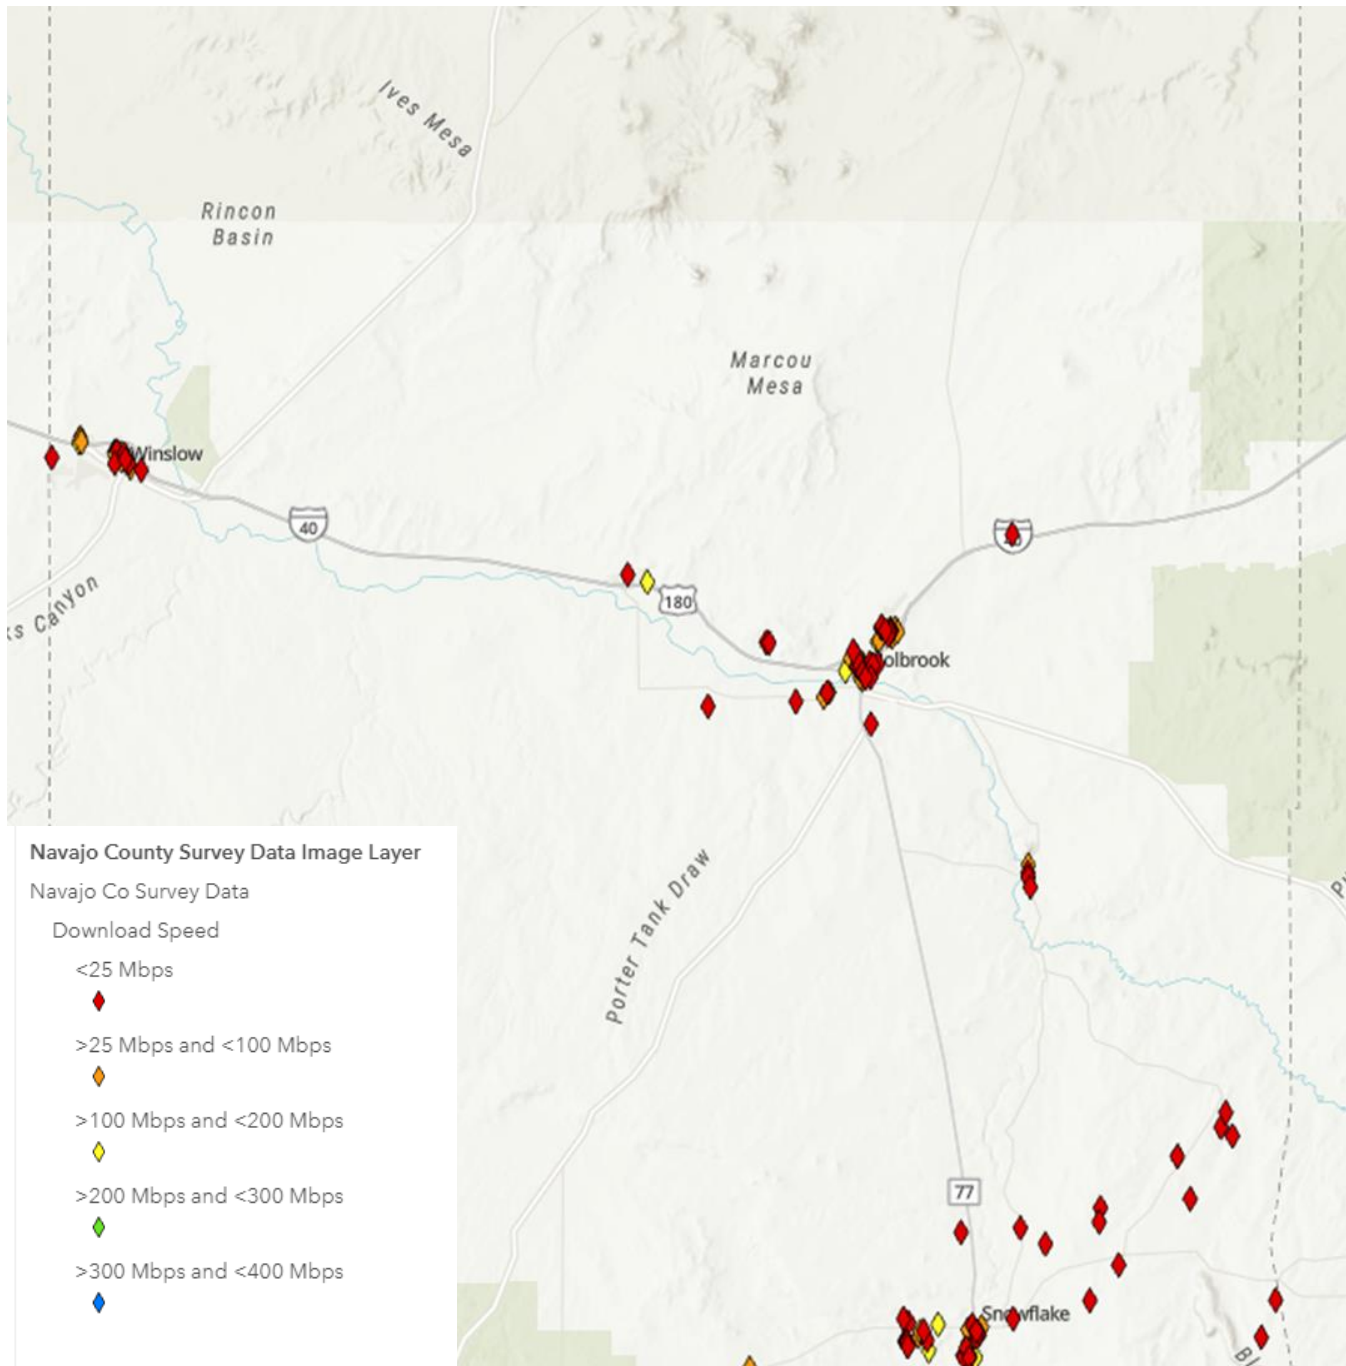 Ives Mesa
Rincon
Basin
Marcou
Mesa
Winslow
40
Canyon
180
olbrook
Porter Tank Draw
77
Snowflake
Navajo County Survey Data Image Layer
Navajo Co Survey Data
Download Speed
<25 Mbps
>25 Mbps and <100 Mbps
>100 Mbps and <200 Mbps
>200 Mbps and <300 Mbps
>300 Mbps and <400 Mbps